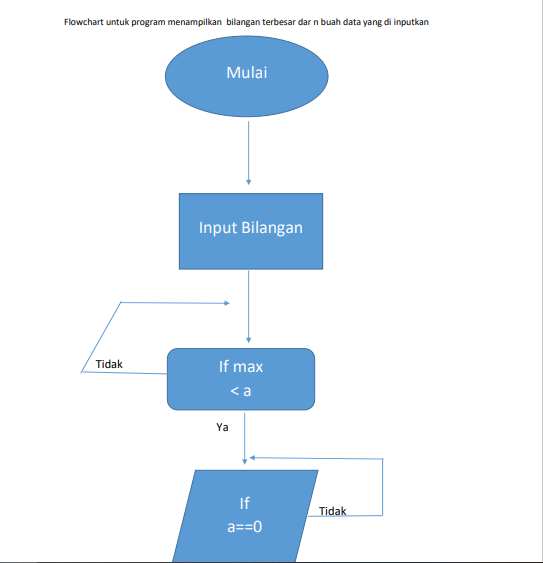 Flowchart untuk program menampilkan bilangan terbesar dar n buah data yang di inputkan
Mulai
Input Bilangan
Tidak
If max
< a
Ya
If
a==0
Tidak